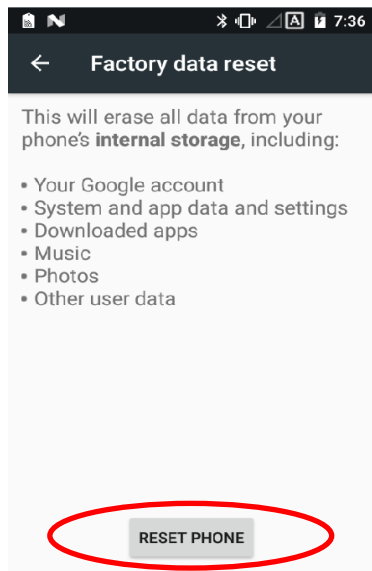 7:36
Factory data reset
This will erase all data from your
phone's internal storage, including:
• Your Google account
• System and app data and settings
• Downloaded apps
• Music
• Photos
• Other user data
RESET PHONE